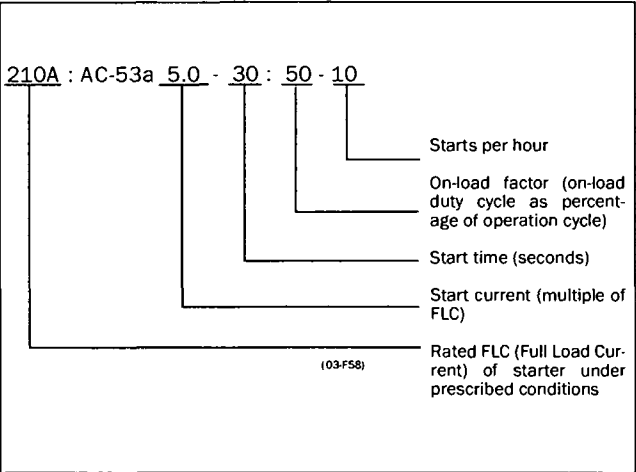 210A : AC-53a 5.0 - 30 : 50 - 10
Starts per hour
On-load factor (on-load
duty cycle as percent-
age of operation cycle)
Start time (seconds)
Start current (multiple of
FLC)
Rated FLC (Full Load Cur-
rent) of starter under
prescribed conditions
(03-FS8)